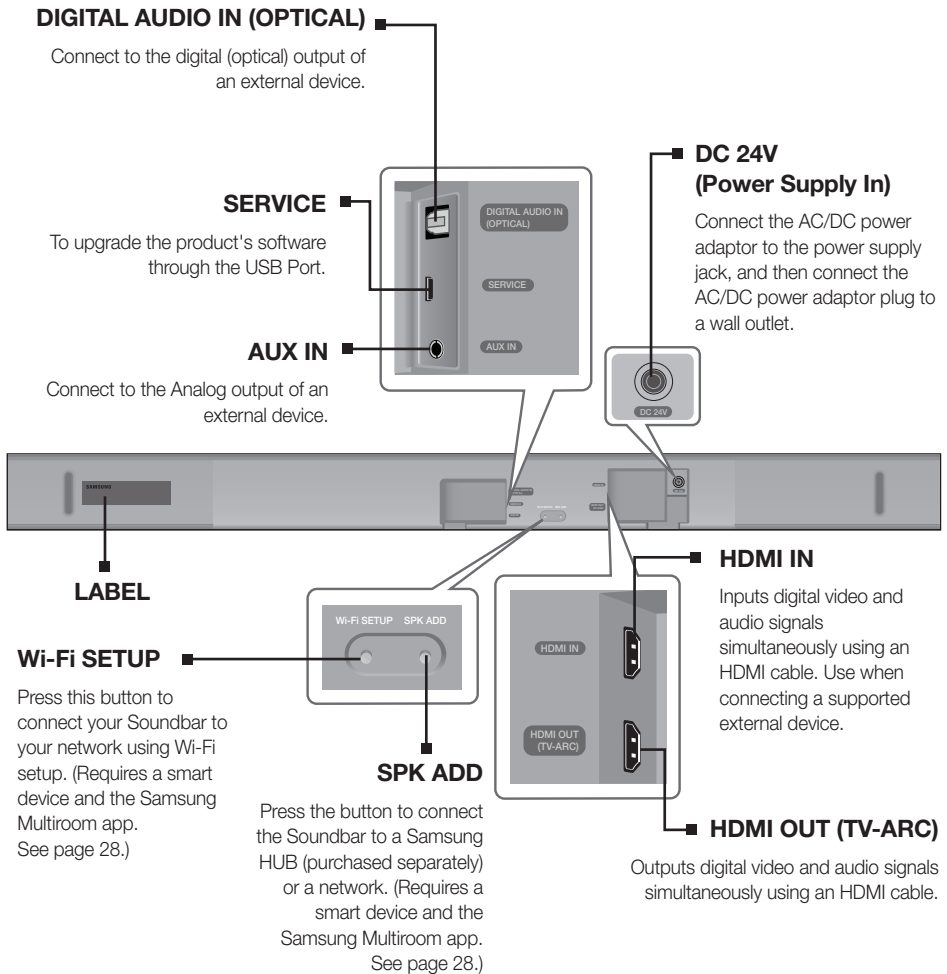 DIGITAL AUDIO IN (OPTICAL)
Connect to the digital (optical) output of
an external device.
SERVICE
To upgrade the product's software
through the USB Port.
AUX IN
Connect to the Analog output of an
external device.
DIGITAL AUDIO IN
(OPTICAL)
SERVICE
AUX IN
DC 24V
(Power Supply In)
Connect the AC/DC power
adaptor to the power supply
jack, and then connect the
AC/DC power adaptor plug to
a wall outlet.
DC 24V
SAMSUNG
LABEL
Wi-Fi SETUP
Press this button to
connect your Soundbar to
your network using Wi-Fi
setup. (Requires a smart
device and the Samsung
Multiroom app.
See page 28.)
Wi-Fi SETUP SPK ADD
SPK ADD
Press the button to connect
the Soundbar to a Samsung
HUB (purchased separately)
or a network. (Requires a
smart device and the
Samsung Multiroom app.
See page 28.)
HDMI IN
HDMI OUT
(TV-ARC)
HDMI IN
Inputs digital video and
audio signals
simultaneously using an
HDMI cable. Use when
connecting a supported
external device.
HDMI OUT (TV-ARC)
Outputs digital video and audio signals
simultaneously using an HDMI cable.